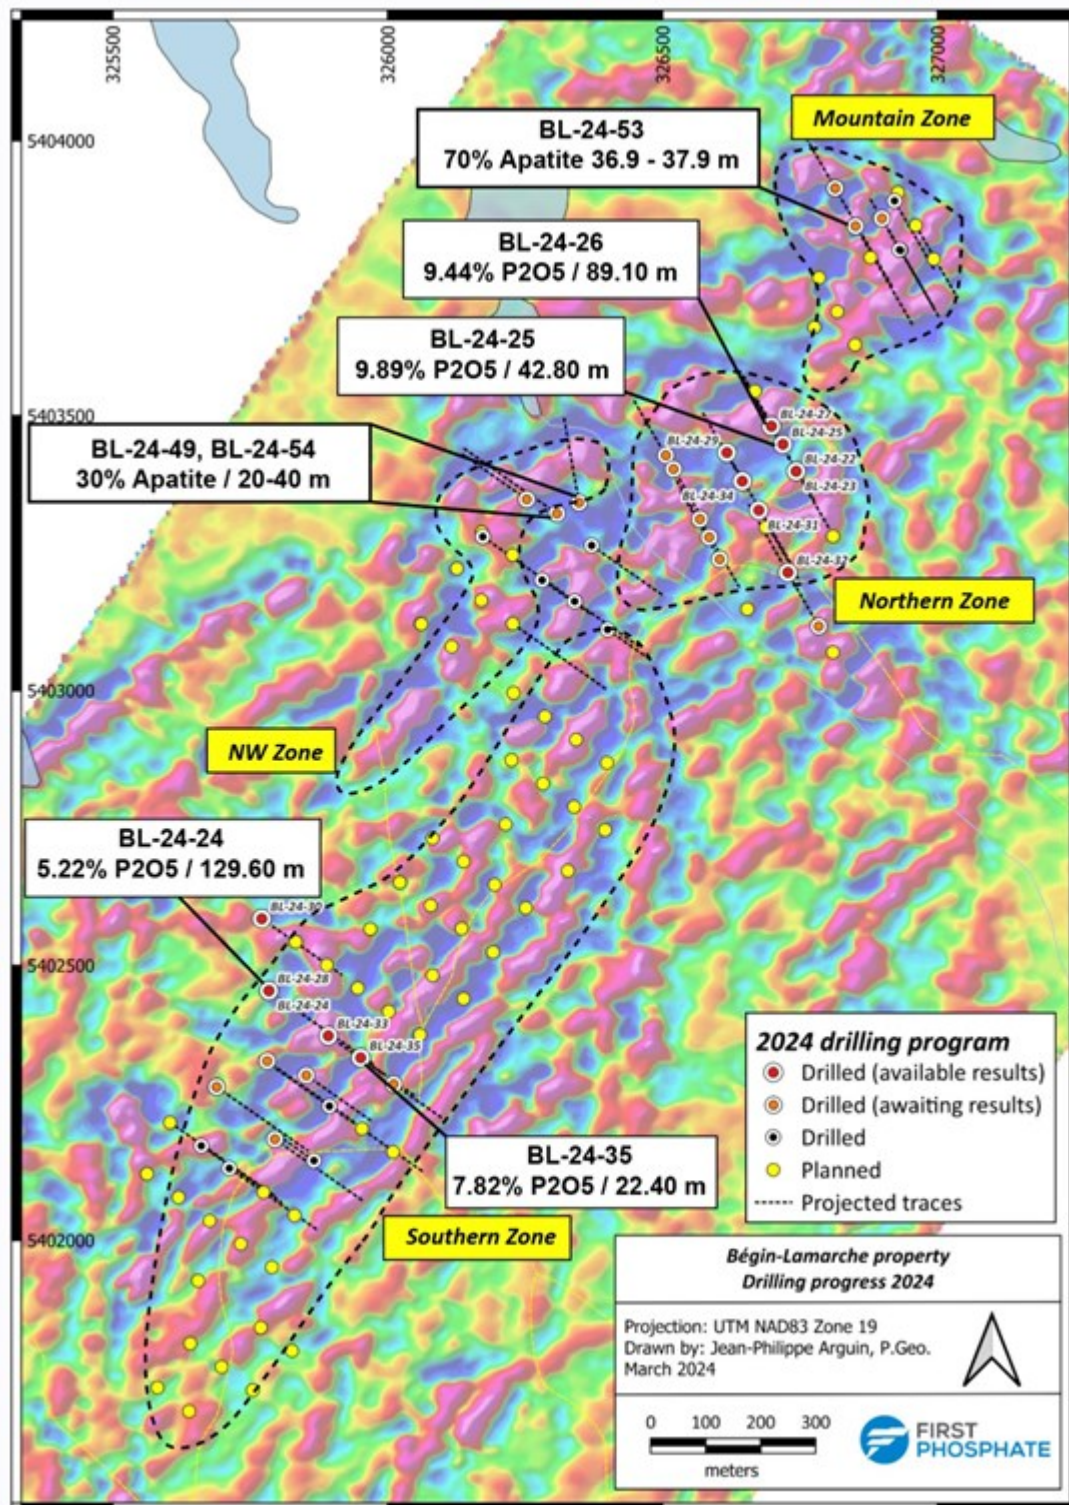 325500
326000
326500
327000
5404000
5403500
5403000
5402500
5402000
Mountain Zone
BL-24-53
70% Apatite 36.9 - 37.9 m
BL-24-26
9.44% P2O5 / 89.10 m
BL-24-25
9.89% P2O5 / 42.80 m
BL-24-49, BL-24-54
30% Apatite / 20-40 m
BL-24-27
BL-24-25
BL-24-29
BL-24-22
BL-24-23
BL-24-34
BL-24-31
BL-24-32
Northern Zone
NW Zone
BL-24-24
5.22% P2O5 / 129.60 m
BL-24-30
BL-24-28
BL-24-24
BL-24-33
BL-24-35
BL-24-35
7.82% P2O5 / 22.40 m
Southern Zone
2024 drilling program
Drilled (available results)
Drilled (awaiting results)
Drilled
Planned
Projected traces
Bégin-Lamarche property
Drilling progress 2024
Projection: UTM NAD83 Zone 19
Drawn by: Jean-Philippe Arguin, P.Geo.
March 2024
0 100 200 300
meters
FIRST
PHOSPHATE